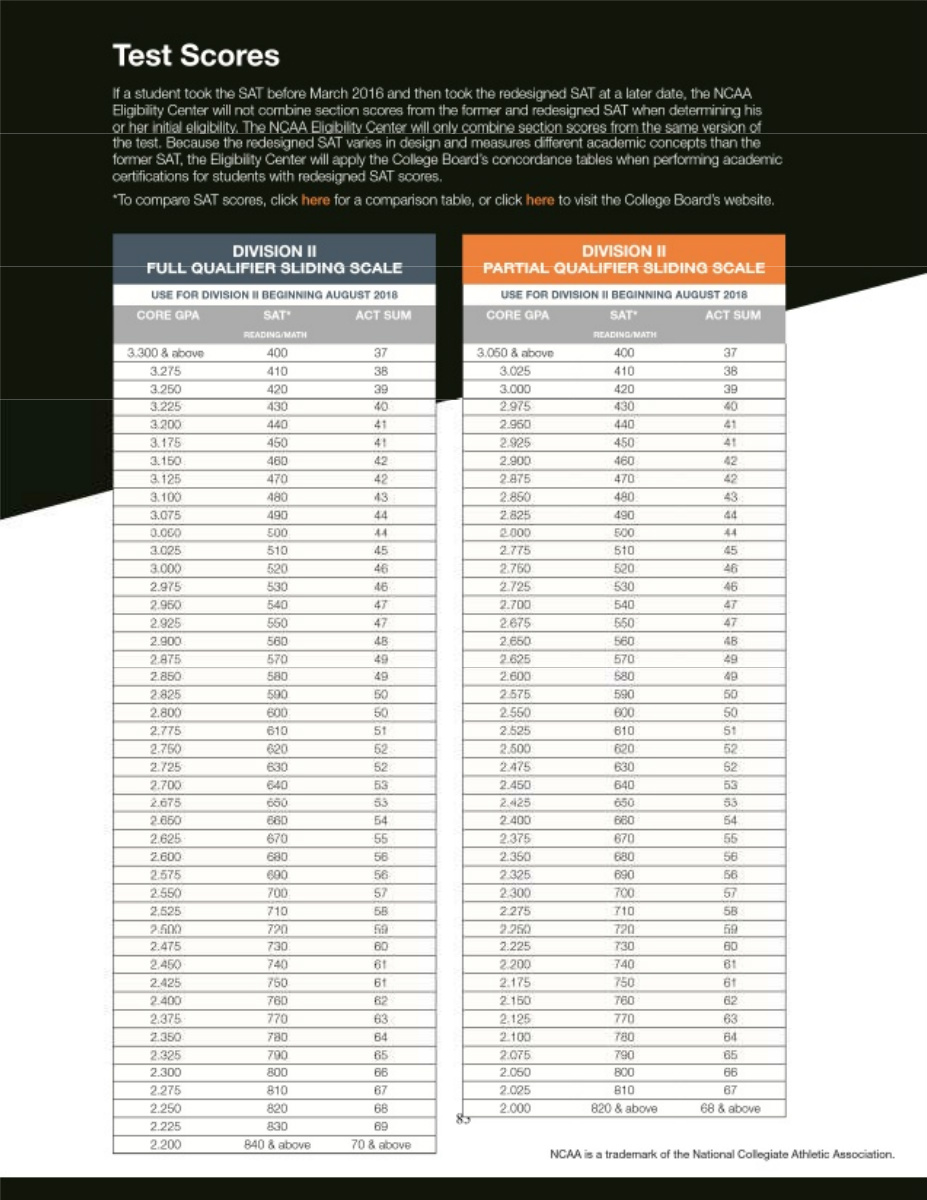 Test Scores
If a student took the SAT before March 2016 and then took the redesigned SAT at a later date, the NCAA
Eligibility Center will not combine section scores from the former and redesigned SAT when determining his
or her initial eligibility. The NCAA Eligibility Center will only combine section scores from the same version of
the test. Because the redesigned SAT varies in design and measures different academic concepts than the
former SAT, the Eligibility Center will apply the College Board's concordance tables when performing academic
certifications for students with redesigned SAT scores.
*To compare SAT scores, click here for a comparison table, or click here to visit the College Board's website.
DIVISION II
FULL QUALIFIER SLIDING SCALE
USE FOR DIVISION II BEGINNING AUGUST 2018
CORE GPA SAT* ACT SUM
READING/MATH
3.300 & above 400 37
3.275 410 38
3.250 420 39
3.225 430 40
3.200 440 41
3.175 450 41
3.150 460 42
3.125 470 42
3.100 480 43
3.075 490 44
3.050 500 44
3.025 510 45
3.000 520 46
2.975 530 46
2.950 540 47
2.925 550 47
2.900 560 48
2.875 570 49
2.850 580 49
2.825 590 50
2.800 600 50
2.775 610 51
2.750 620 52
2.725 630 52
2.700 640 53
2.675 650 53
2.650 660 54
2.625 670 55
2.600 680 56
2.575 690 56
2.550 700 57
2.525 710 58
2.500 720 59
2.475 730 60
2.450 740 61
2.425 750 61
2.400 760 62
2.375 770 63
2.350 780 64
2.325 790 65
2.300 800 66
2.275 810 67
2.250 820 68
2.225 830 69
2.200 840 & above 70 & above
DIVISION II
PARTIAL QUALIFIER SLIDING SCALE
USE FOR DIVISION II BEGINNING AUGUST 2018
CORE GPA SAT* ACT SUM
READING/MATH
3.050 & above 400 37
3.025 410 38
3.000 420 39
2.975 430 40
2.950 440 41
2.925 450 41
2.900 460 42
2.875 470 42
2.850 480 43
2.825 490 44
2.800 500 44
2.775 510 45
2.750 520 46
2.725 530 46
2.700 540 47
2.675 550 47
2.650 560 48
2.625 570 49
2.600 580 49
2.575 590 50
2.550 600 50
2.525 610 51
2.500 620 52
2.475 630 52
2.450 640 53
2.425 650 53
2.400 660 54
2.375 670 55
2.350 680 56
2.325 690 56
2.300 700 57
2.275 710 58
2.250 720 59
2.225 730 60
2.200 740 61
2.175 750 61
2.150 760 62
2.125 770 63
2.100 780 64
2.075 790 65
2.050 800 66
2.025 810 67
2.000 820 & above 68 & above
NCAA is a trademark of the National Collegiate Athletic Association.